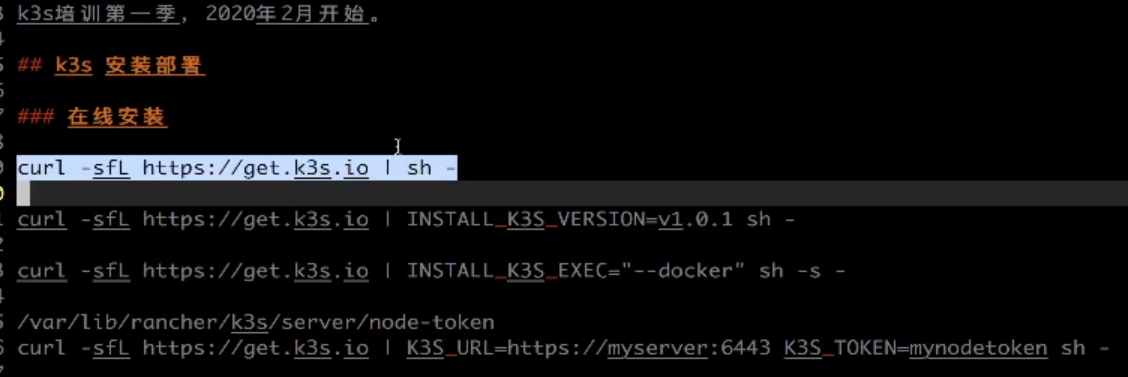 k3s培训第一季, 2020年2月开始。
## k3s 安装部署
### 在线安装
curl -sfL https://get.k3s.io | sh -
curl -sfL https://get.k3s.io | INSTALL_K3S_VERSION=v1.0.1 sh -
curl -sfL https://get.k3s.io | INSTALL_K3S_EXEC="--docker" sh -s -
/var/lib/rancher/k3s/server/node-token
curl -sfL https://get.k3s.io | K3S_URL=https://myserver:6443 K3S_TOKEN=mynodetoken sh -